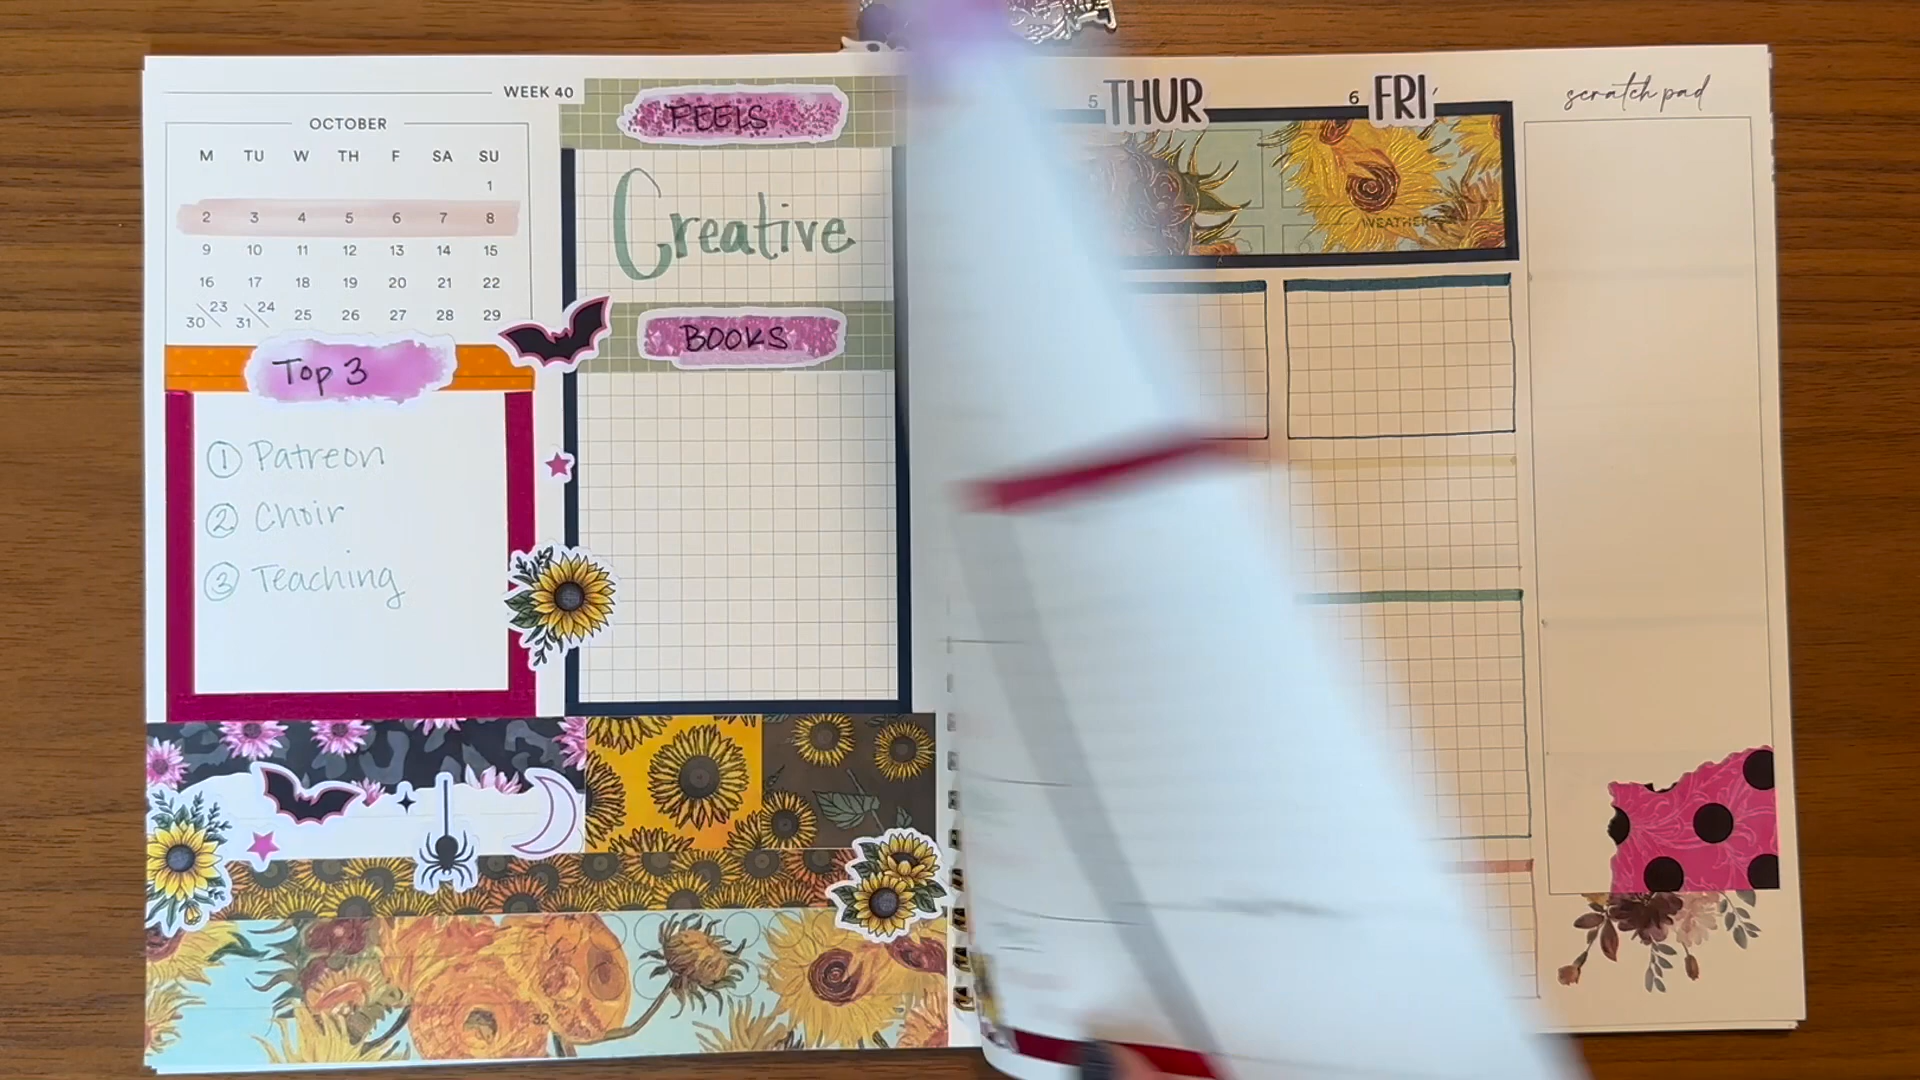 WEEK 40
OCTOBER
M TU W TH F SA SU
1
2 3 4 5 6 7 8
9 10 11 12 13 14 15
16 17 18 19 20 21 22
30\23 31\24 25 26 27 28 29
Top 3
① Patreon
② Choir
③ Teaching
FEELS
Creative
BOOKS
32
5 THUR
6 FRI
WEATHER
scratch pad